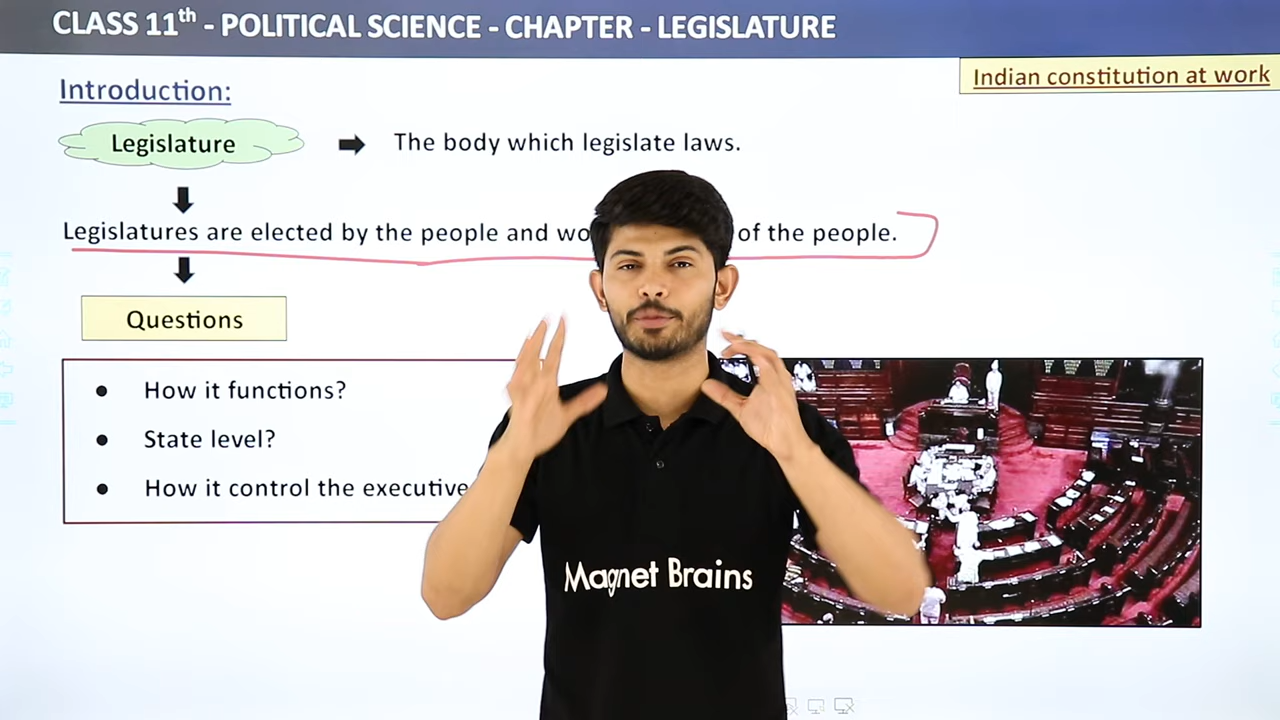 CLASS 11th - POLITICAL SCIENCE - CHAPTER - LEGISLATURE
Indian constitution at work
Introduction:
Legislature
The body which legislate laws.
Legislatures are elected by the people and wo of the people.
Questions
How it functions?
State level?
How it control the executive
Magnet Brains